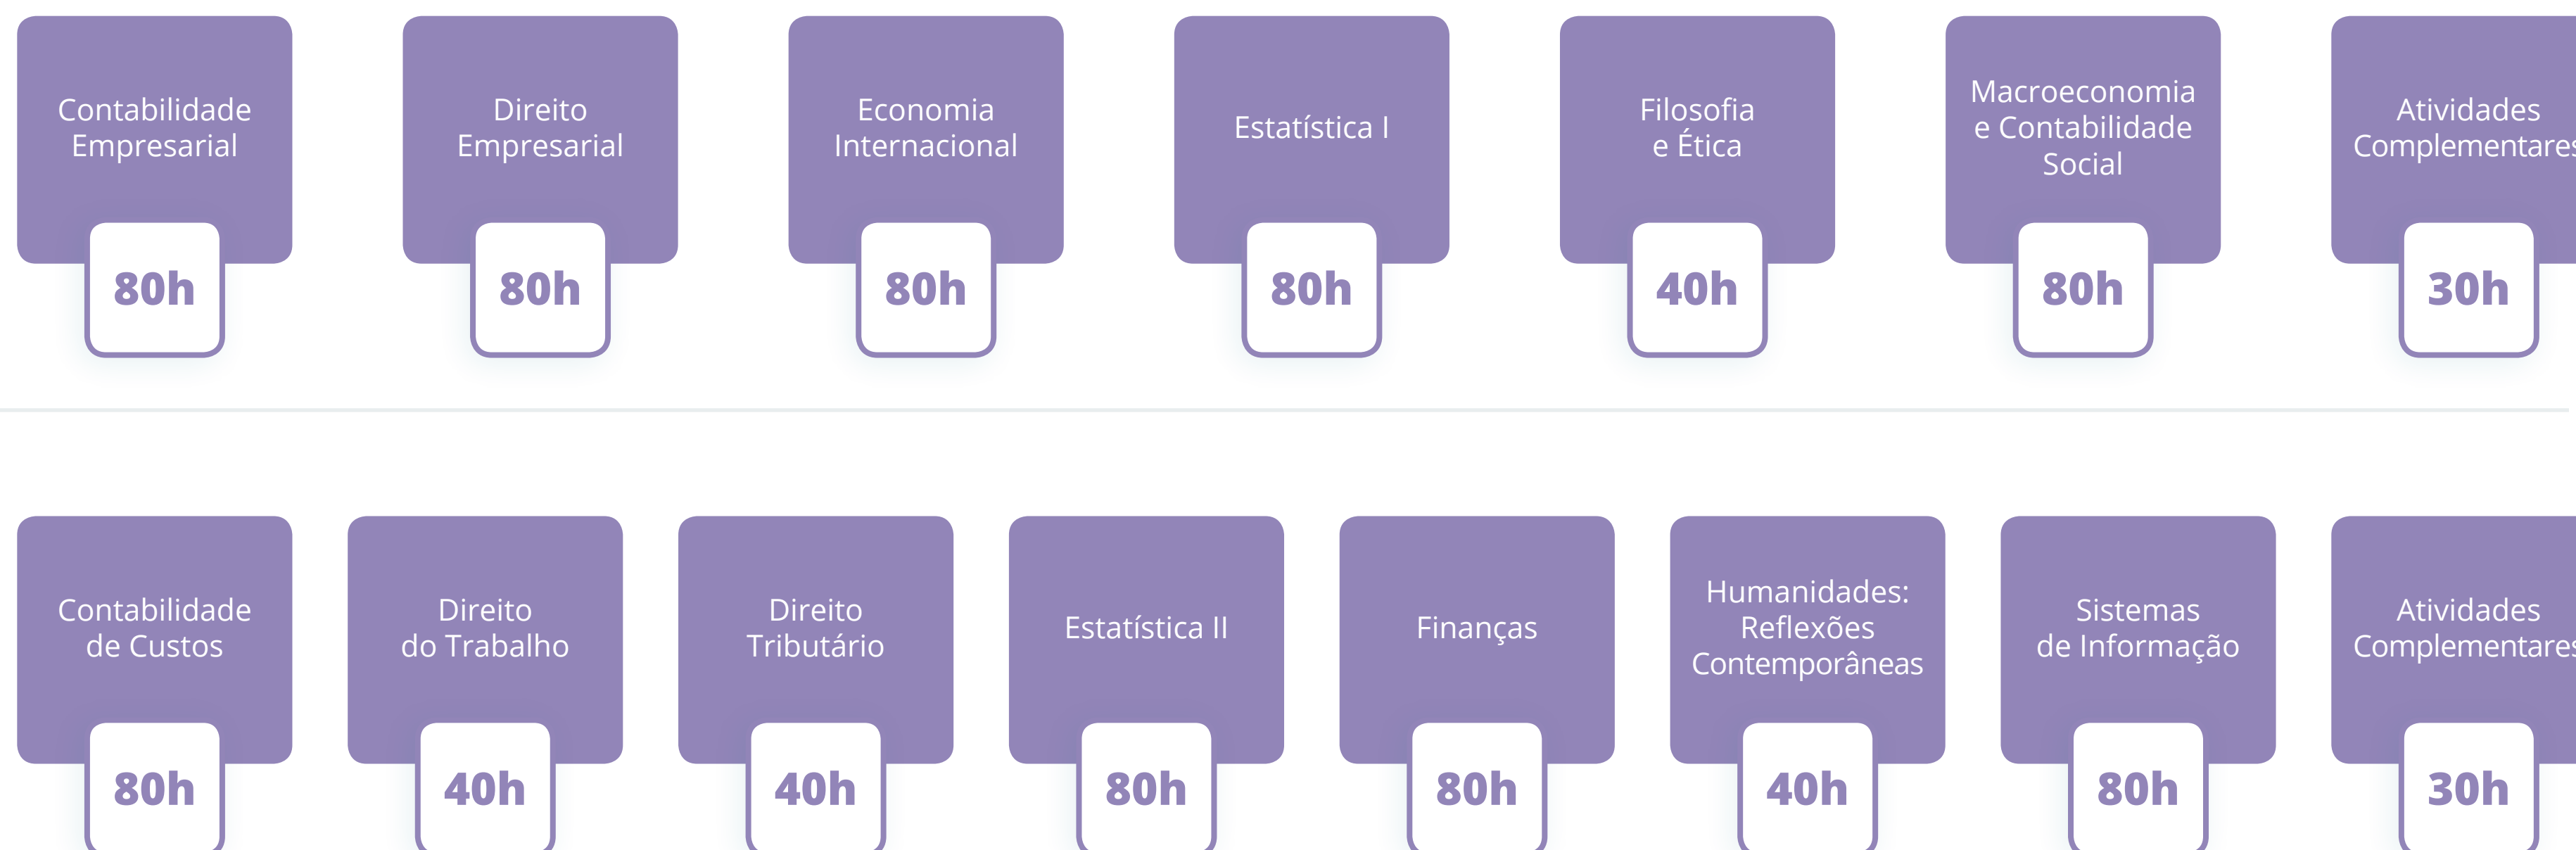 Contabilidade
Empresarial
80h
Direito
Empresarial
80h
Economia
Internacional
80h
Estatística I
80h
Filosofia
e Ética
40h
Macroeconomia
e Contabilidade
Social
80h
Atividades
Complementares
30h
Contabilidade
de Custos
80h
Direito
do Trabalho
40h
Direito
Tributário
40h
Estatística II
80h
Finanças
80h
Humanidades:
Reflexões
Contemporâneas
40h
Sistemas
de Informação
80h
Atividades
Complementares
30h